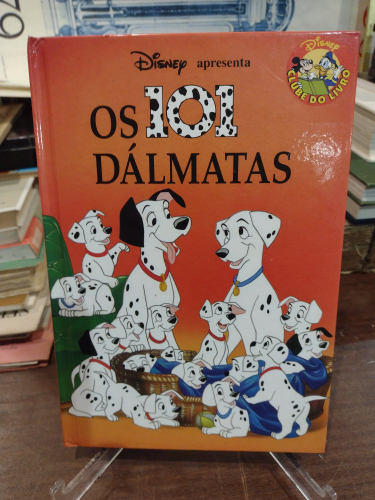 Disney apresenta
OS 101
DÁLMATAS
Disney
CLUBE DO LIVRO